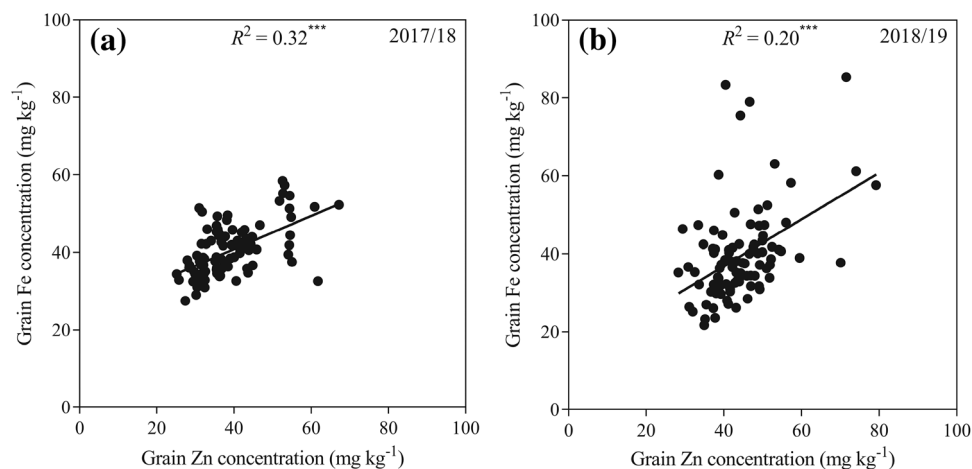 (a)
R² = 0.32***
2017/18
100
80
60
40
20
0
Grain Fe concentration (mg kg⁻¹)
0 20 40 60 80 100
Grain Zn concentration (mg kg⁻¹)
(b)
R² = 0.20***
2018/19
100
80
60
40
20
0
Grain Fe concentration (mg kg⁻¹)
0 20 40 60 80 100
Grain Zn concentration (mg kg⁻¹)